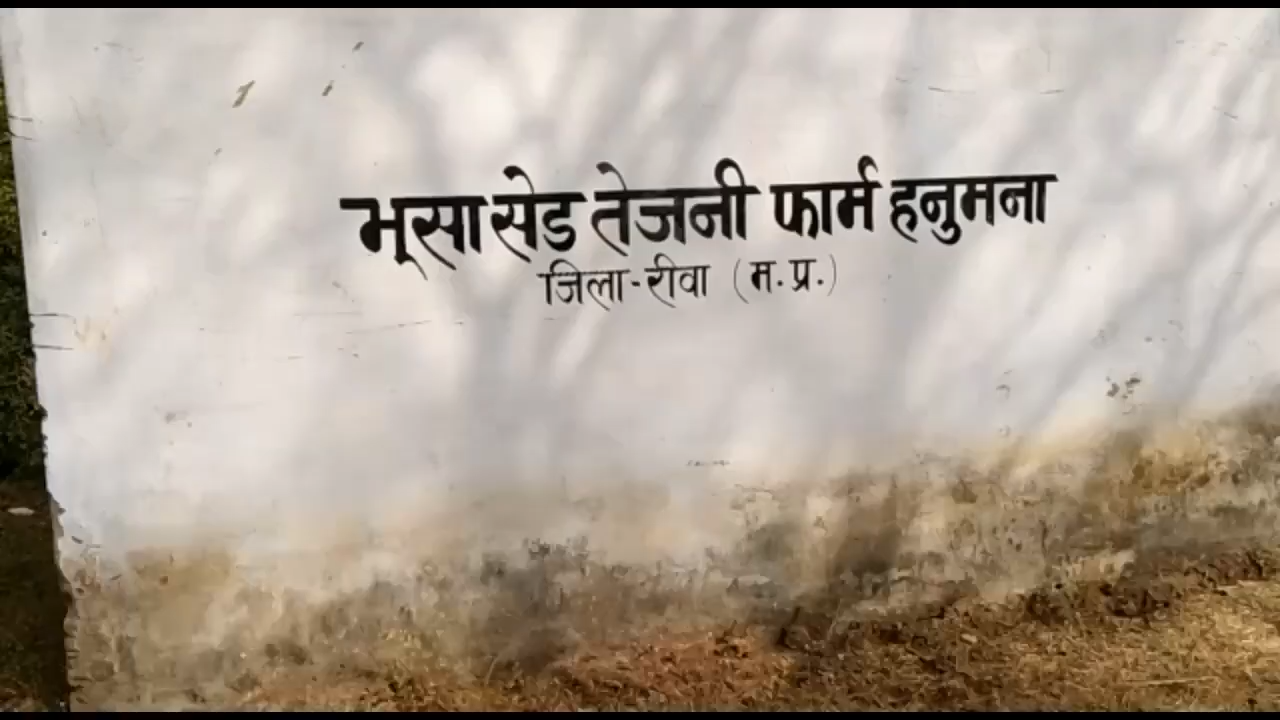 भूसा सेड तेजनी फार्म हनुमना
जिला-रीवा (म.प्र.)